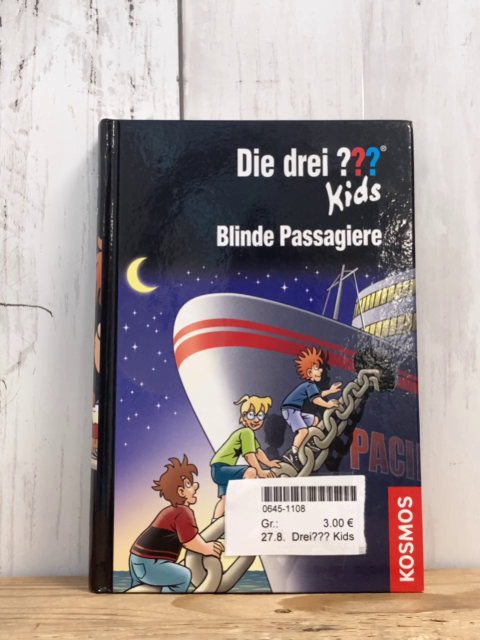 Die drei ???®
Kids
Blinde Passagiere
PACI
0645-1108
Gr.: 3.00 €
27.8. Drei??? Kids
KOSMOS